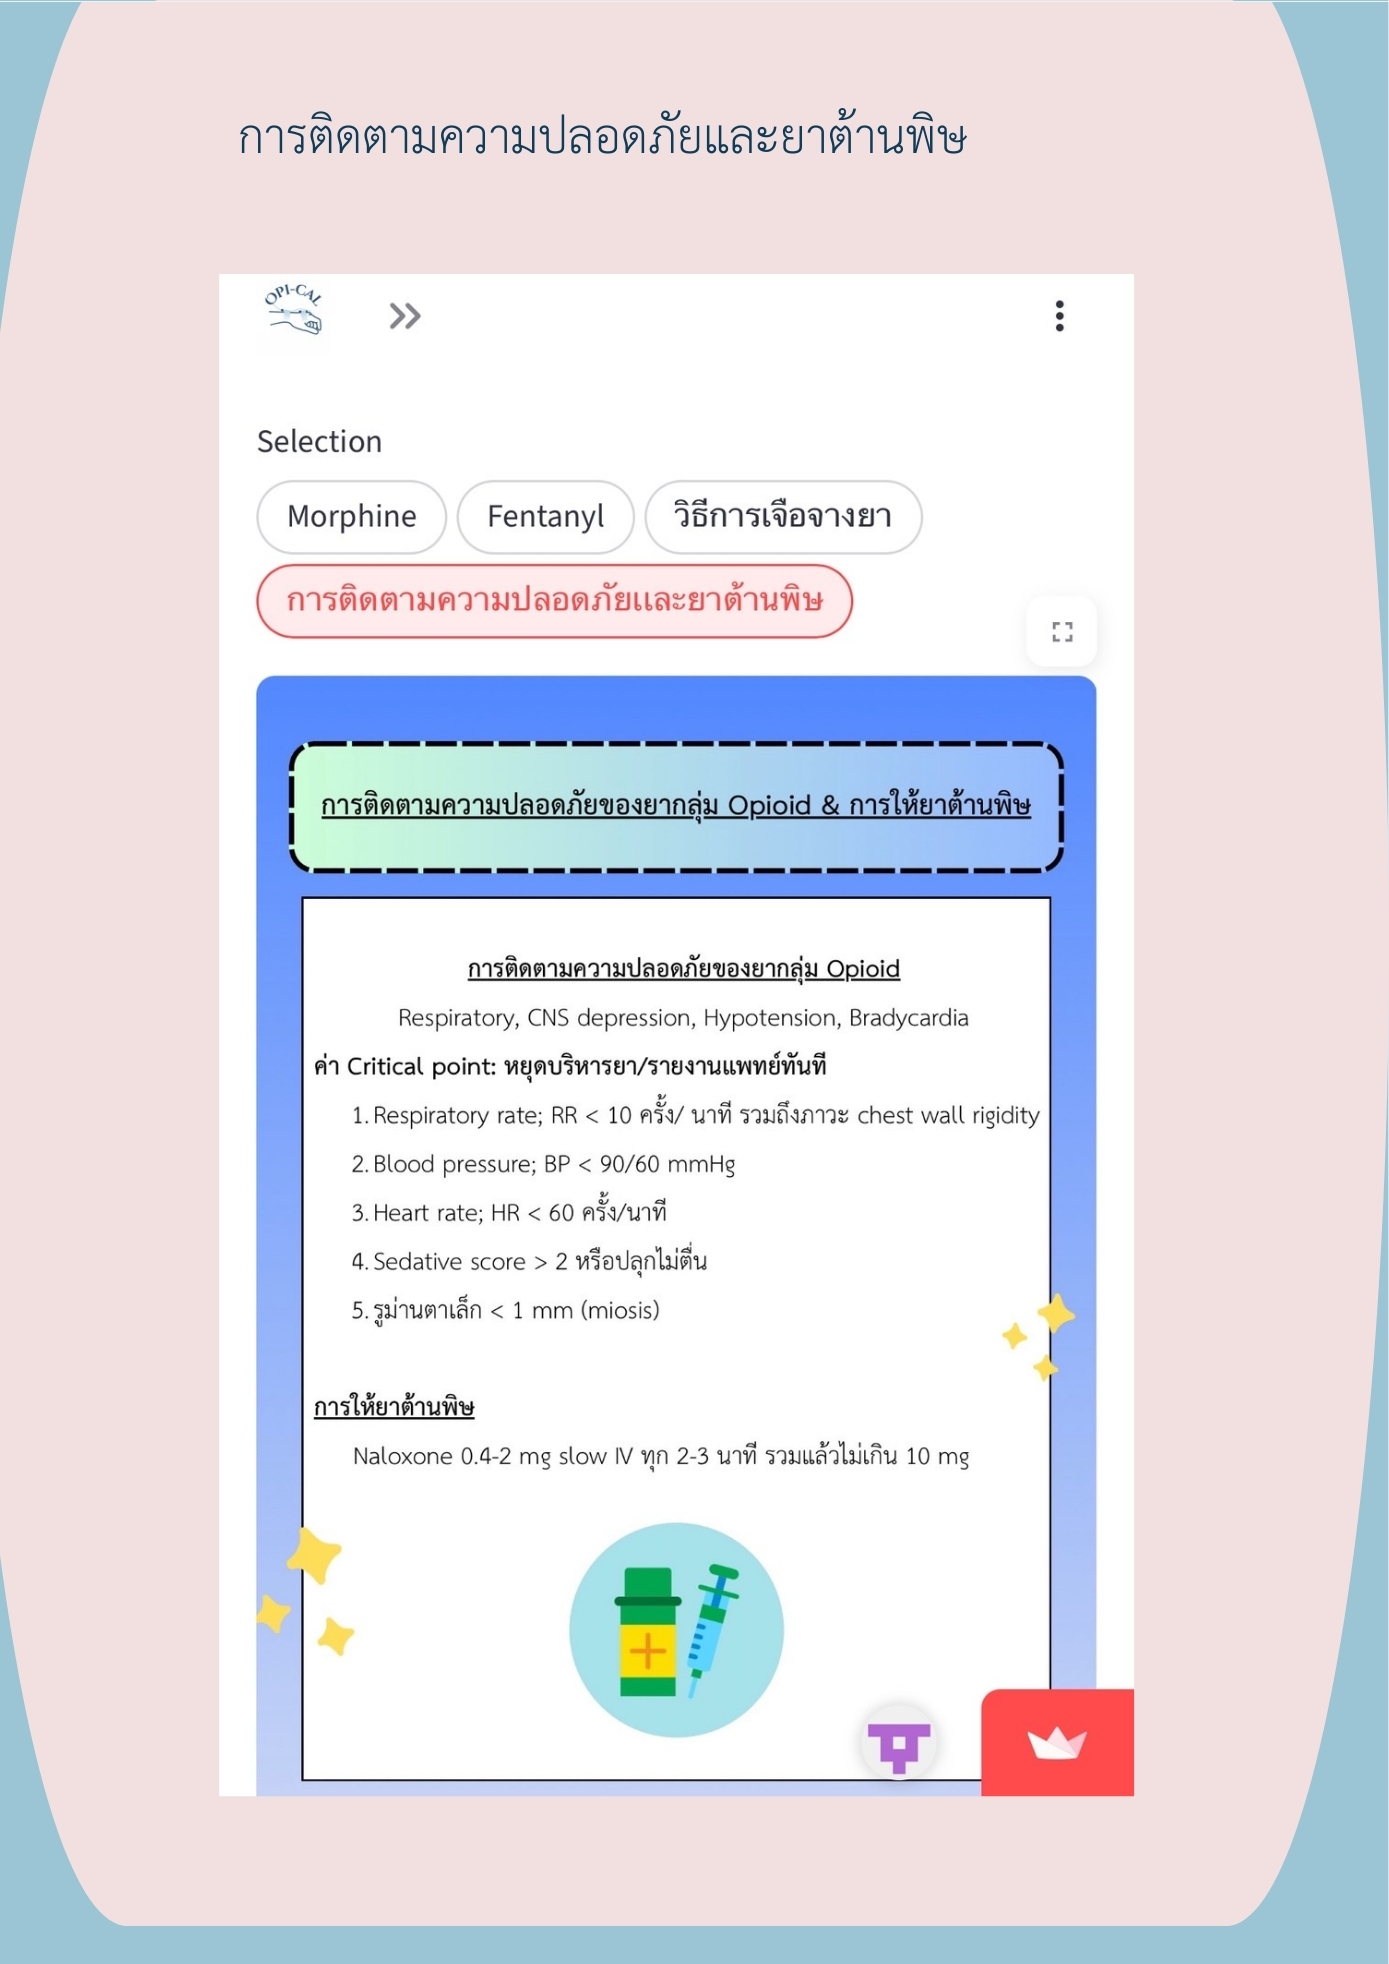 การติดตามความปลอดภัยและยาต้านพิษ
OPI-CAL
Selection
Morphine
Fentanyl
วิธีการเจือจางยา
การติดตามความปลอดภัยและยาต้านพิษ
การติดตามความปลอดภัยของยากลุ่ม Opioid & การให้ยาต้านพิษ
การติดตามความปลอดภัยของยากลุ่ม Opioid
Respiratory, CNS depression, Hypotension, Bradycardia
ค่า Critical point: หยุดบริหารยา/รายงานแพทย์ทันที
1. Respiratory rate; RR < 10 ครั้ง/ นาที รวมถึงภาวะ chest wall rigidity
2. Blood pressure; BP < 90/60 mmHg
3. Heart rate; HR < 60 ครั้ง/นาที
4. Sedative score > 2 หรือปลุกไม่ตื่น
5. รูม่านตาเล็ก < 1 mm (miosis)
การให้ยาต้านพิษ
Naloxone 0.4-2 mg slow IV ทุก 2-3 นาที รวมแล้วไม่เกิน 10 mg